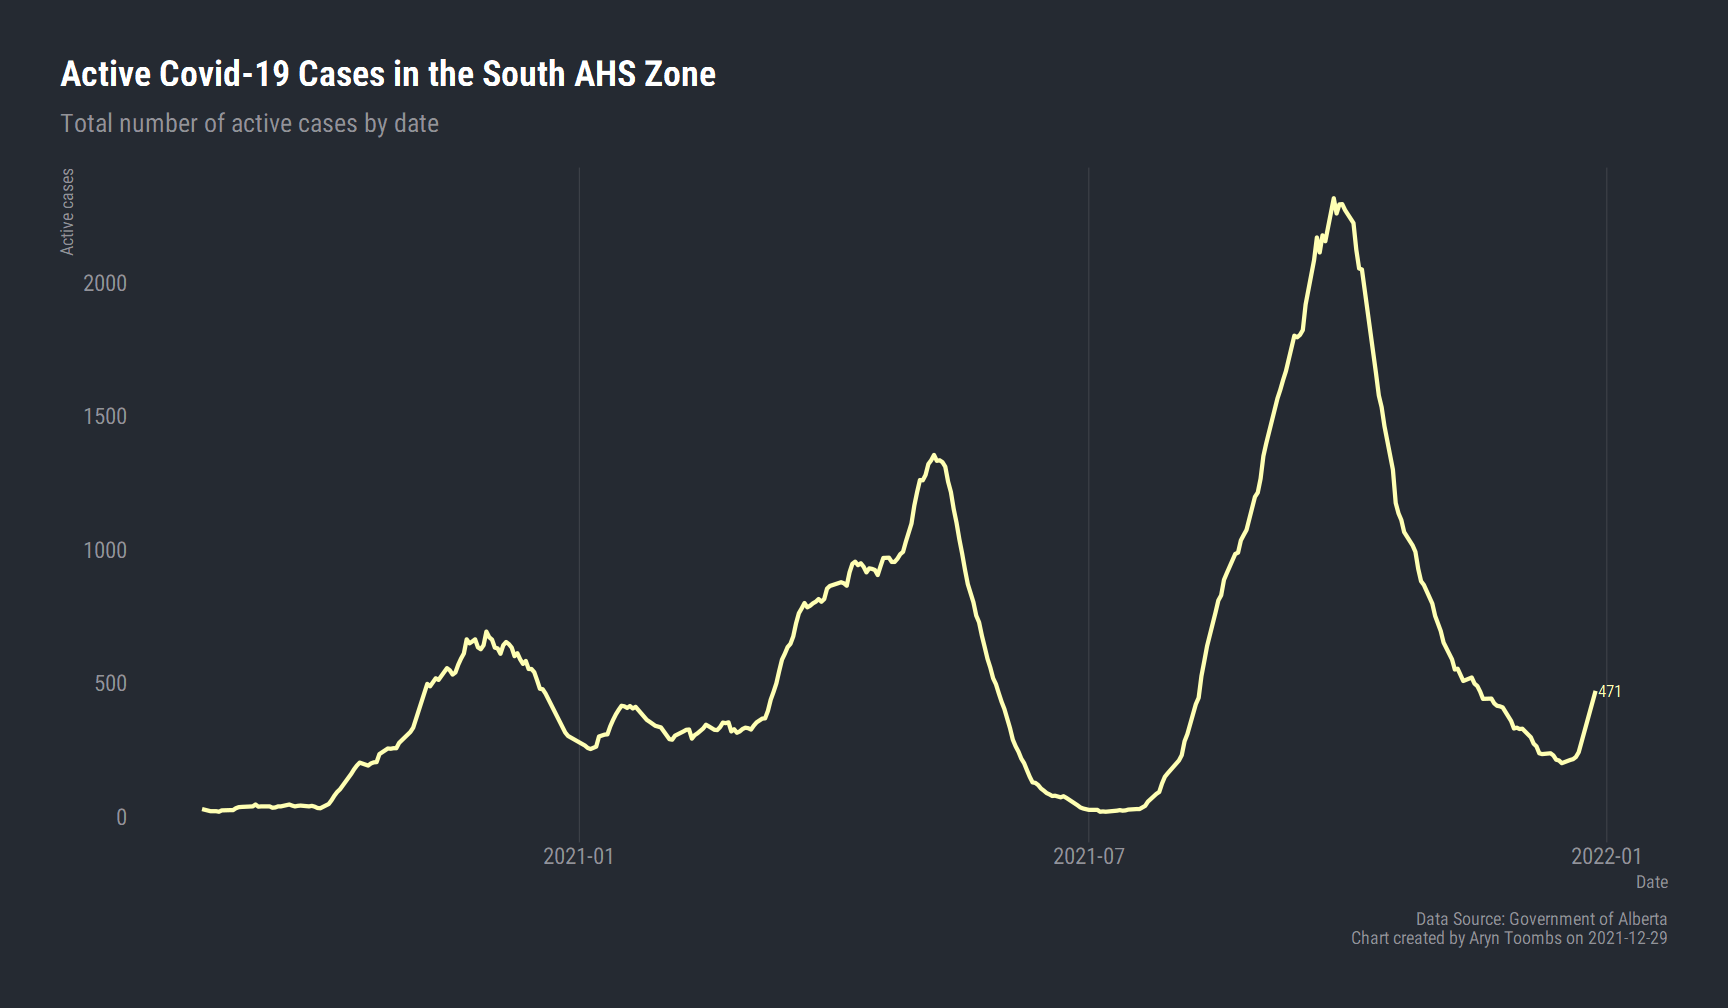 Active Covid-19 Cases in the South AHS Zone
Total number of active cases by date
Active cases
2000
1500
1000
500
0
471
2021-01
2021-07
2022-01
Date
Data Source: Government of Alberta
Chart created by Aryn Toombs on 2021-12-29